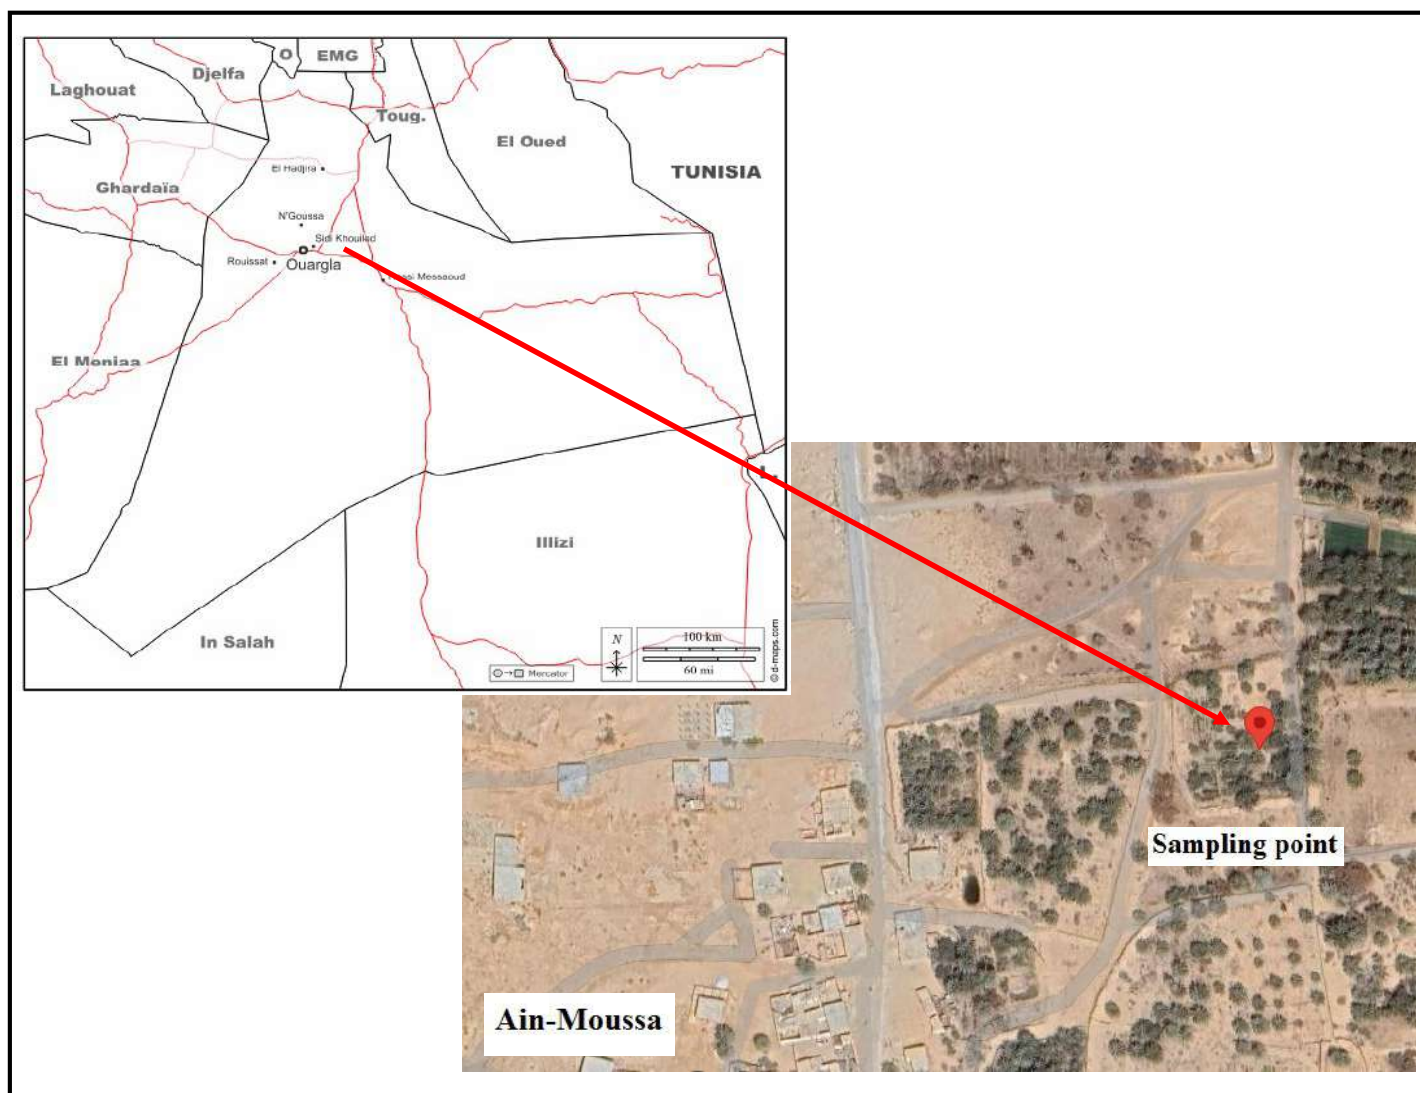 O
EMG
Djelfa
Laghouat
Toug.
El Oued
TUNISIA
El Hadjira
Ghardaïa
N'Goussa
Sidi Khouiled
Rouissat
Ouargla
Messaoud
El Meniaa
L.
Illizi
In Salah
N
100 km
60 mi
Mercator
© d-maps.com
Sampling point
Ain-Moussa